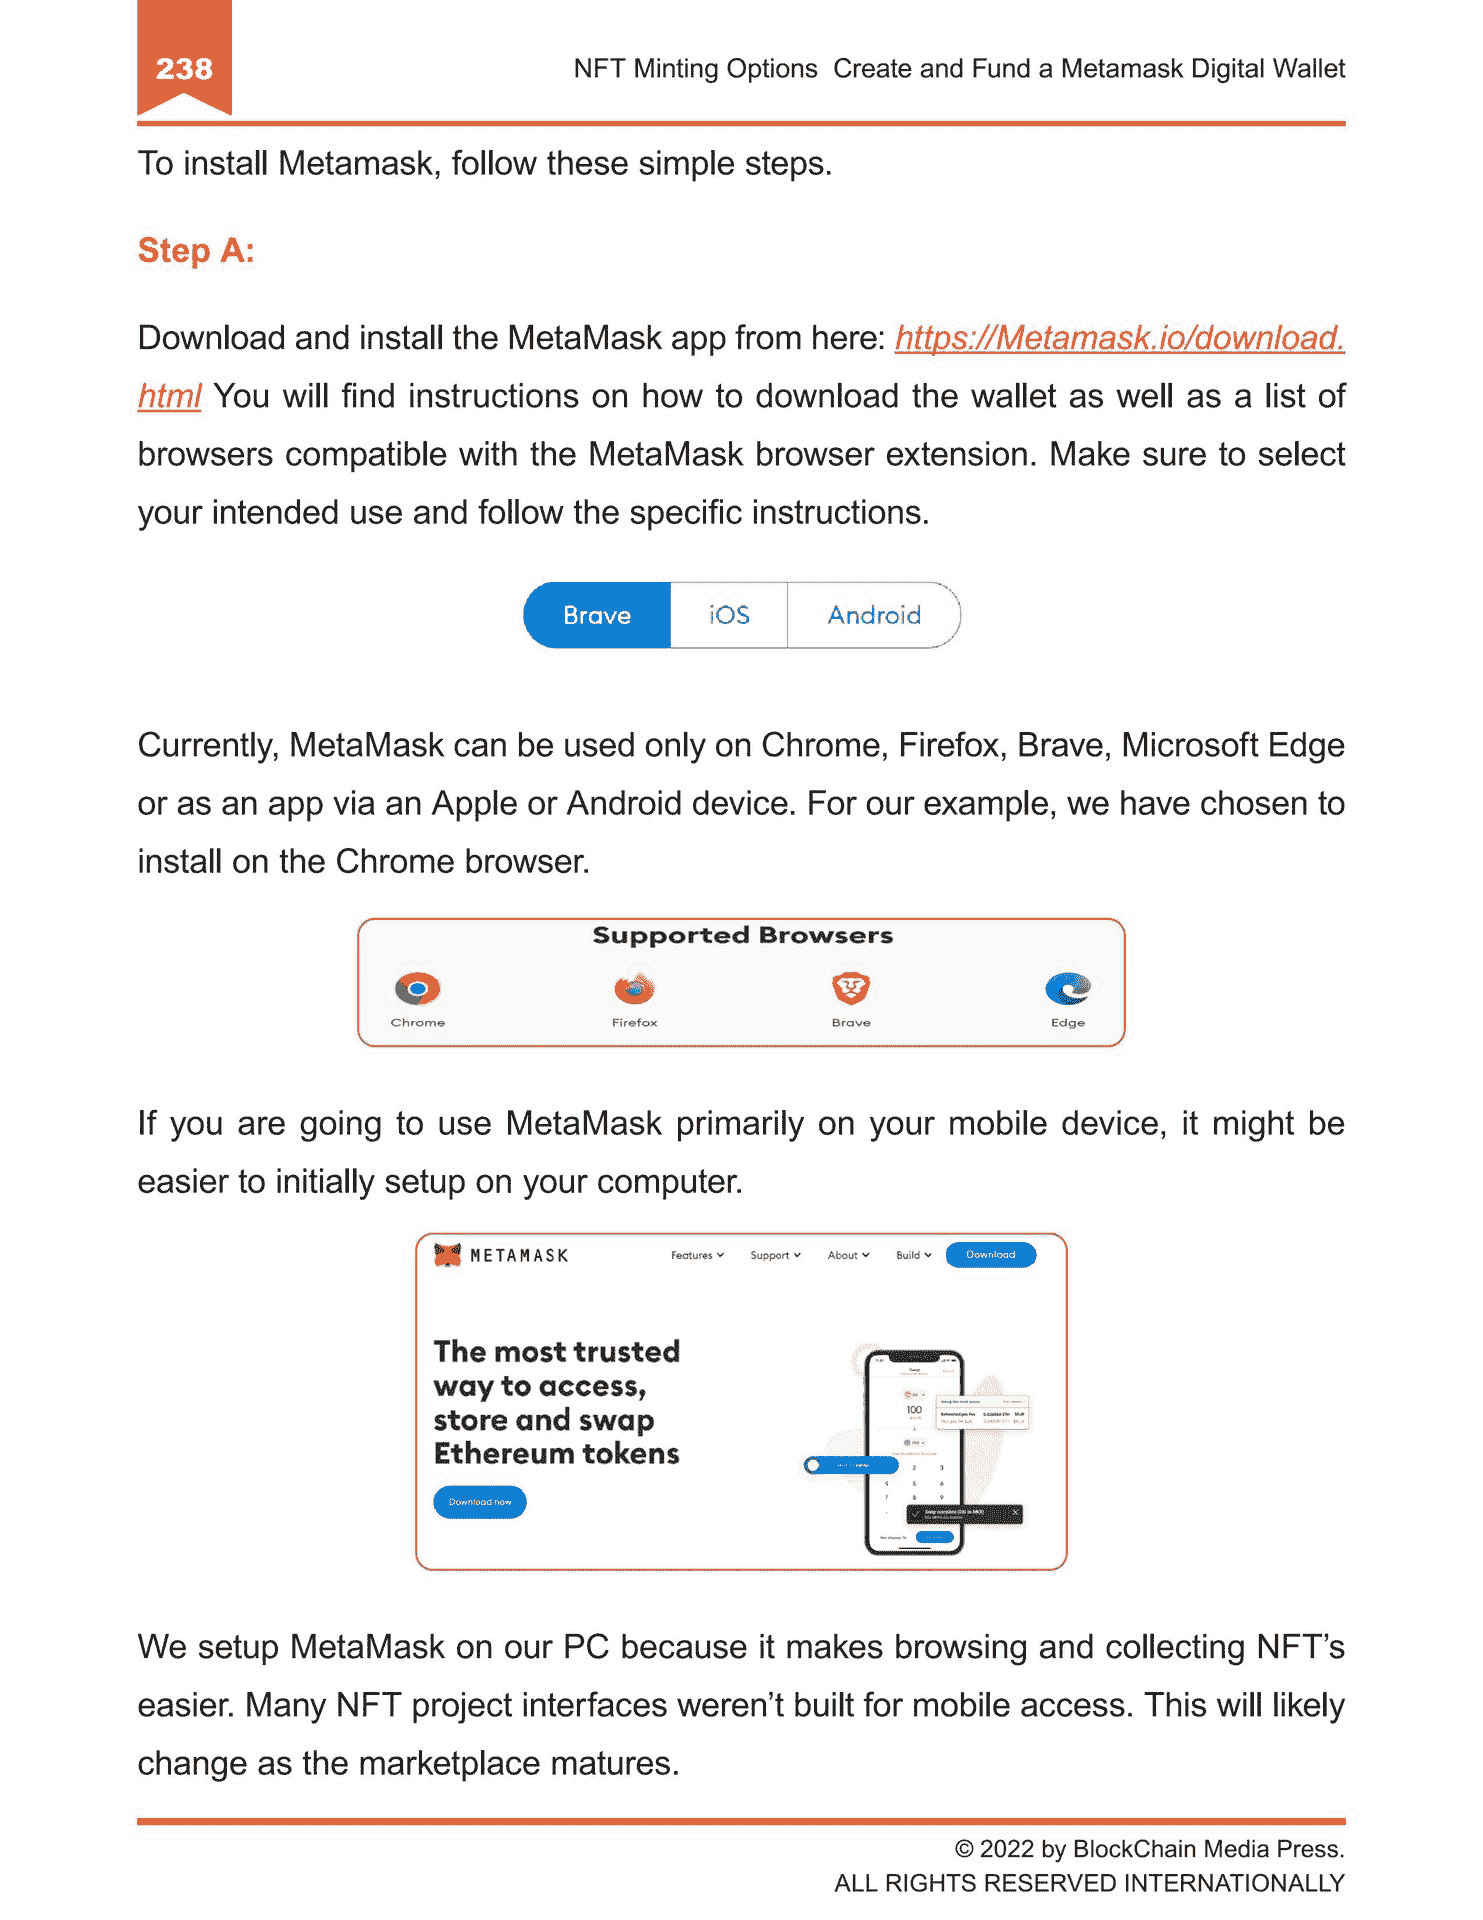 238
NFT Minting Options  Create and Fund a Metamask Digital Wallet
To install Metamask, follow these simple steps.
Step A:
Download and install the MetaMask app from here: https://Metamask.io/download.
html You will find instructions on how to download the wallet as well as a list of
browsers compatible with the MetaMask browser extension. Make sure to select
your intended use and follow the specific instructions.
Brave iOS Android
Currently, MetaMask can be used only on Chrome, Firefox, Brave, Microsoft Edge
or as an app via an Apple or Android device. For our example, we have chosen to
install on the Chrome browser.
Supported Browsers
Chrome Firefox Brave Edge
If you are going to use MetaMask primarily on your mobile device, it might be
easier to initially setup on your computer.
METAMASK Features Support About Build Download
The most trusted
way to access,
store and swap
Ethereum tokens
Download now
100
2 3
4 5 6
7 8 9
We setup MetaMask on our PC because it makes browsing and collecting NFT’s
easier. Many NFT project interfaces weren’t built for mobile access. This will likely
change as the marketplace matures.
© 2022 by BlockChain Media Press.
ALL RIGHTS RESERVED INTERNATIONALLY